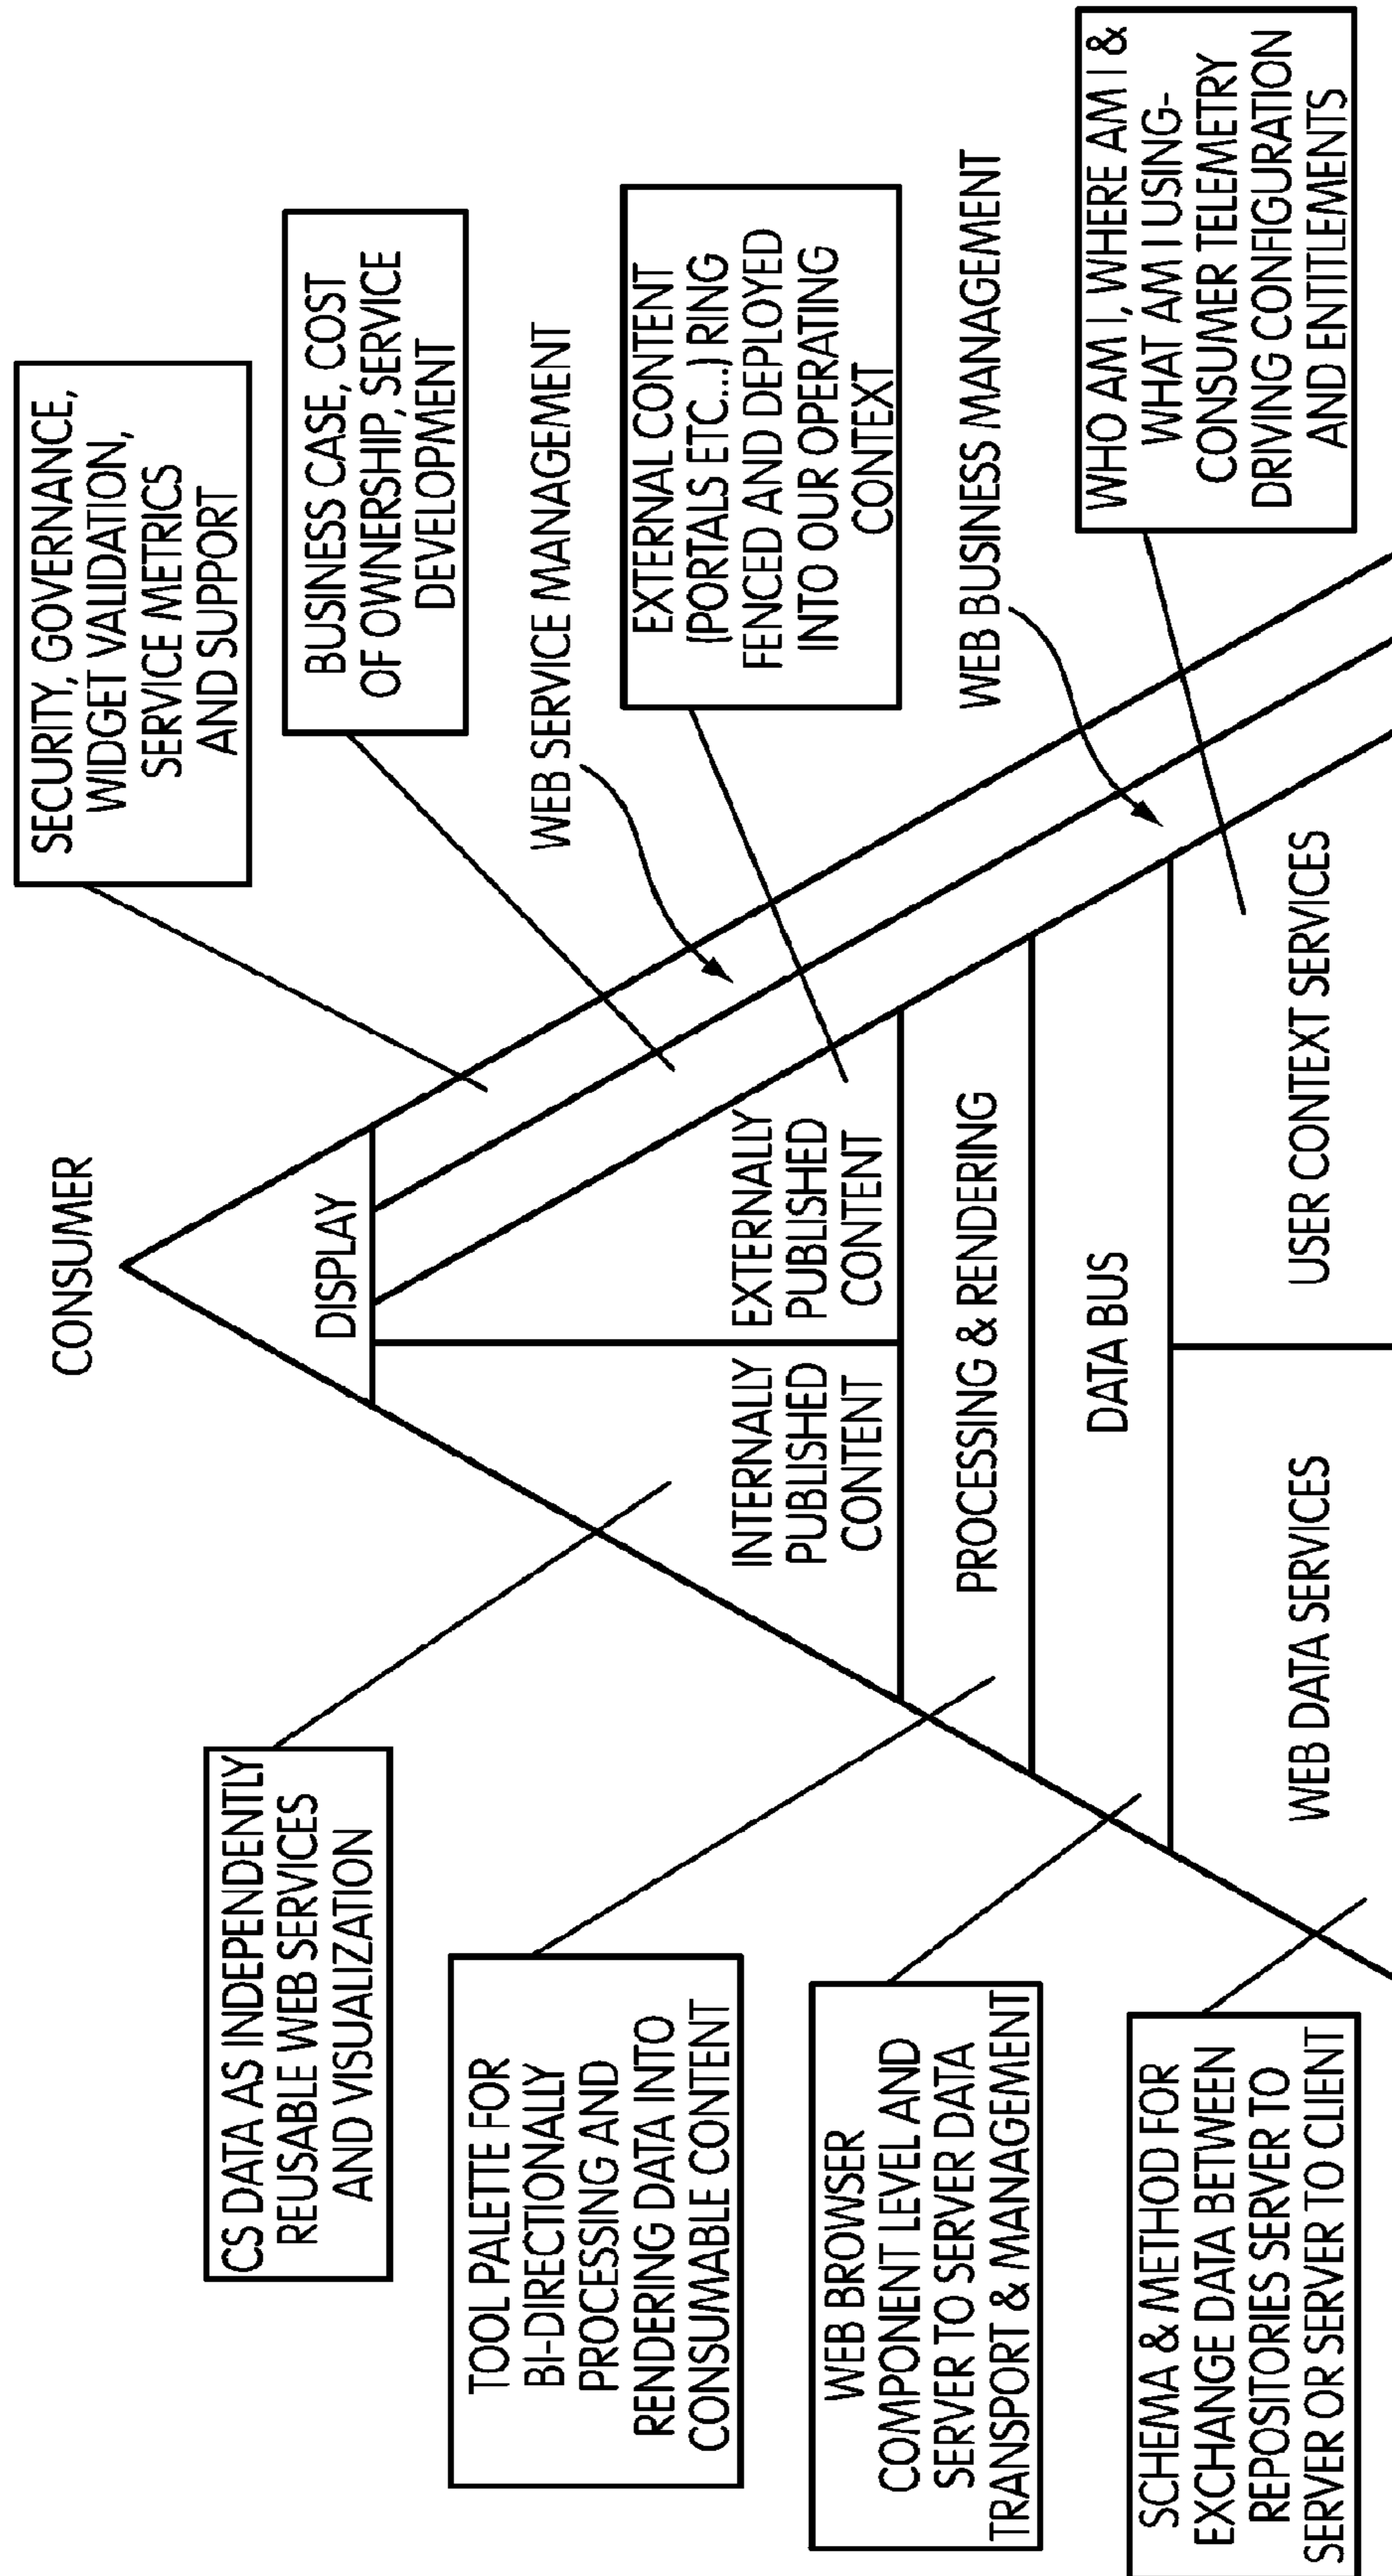 CONSUMER
DISPLAY
SECURITY, GOVERNANCE,
WIDGET VALIDATION,
SERVICE METRICS
AND SUPPORT
CS DATA AS INDEPENDENTLY
REUSABLE WEB SERVICES
AND VISUALIZATION
BUSINESS CASE, COST
OF OWNERSHIP, SERVICE
DEVELOPMENT
WEB SERVICE MANAGEMENT
TOOL PALETTE FOR
BI-DIRECTIONALLY
PROCESSING AND
RENDERING DATA INTO
CONSUMABLE CONTENT
INTERNALLY
PUBLISHED
CONTENT
EXTERNALLY
PUBLISHED
CONTENT
EXTERNAL CONTENT
(PORTALS ETC...) RING
FENCED AND DEPLOYED
INTO OUR OPERATING
CONTEXT
PROCESSING & RENDERING
WEB BUSINESS MANAGEMENT
WEB BROWSER
COMPONENT LEVEL AND
SERVER TO SERVER DATA
TRANSPORT & MANAGEMENT
DATA BUS
WHO AM I, WHERE AM I &
WHAT AM I USING-
CONSUMER TELEMETRY
DRIVING CONFIGURATION
AND ENTITLEMENTS
SCHEMA & METHOD FOR
EXCHANGE DATA BETWEEN
REPOSITORIES SERVER TO
SERVER OR SERVER TO CLIENT
WEB DATA SERVICES
USER CONTEXT SERVICES